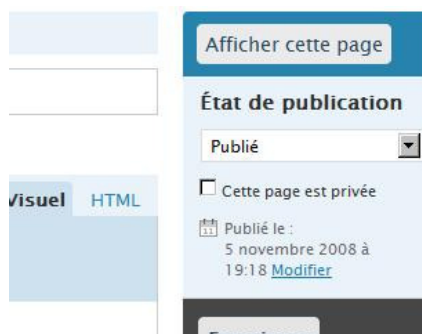 Afficher cette page
État de publication
Publié
Cette page est privée
Visuel HTML
Publié le :
5 novembre 2008 à
19:18 Modifier